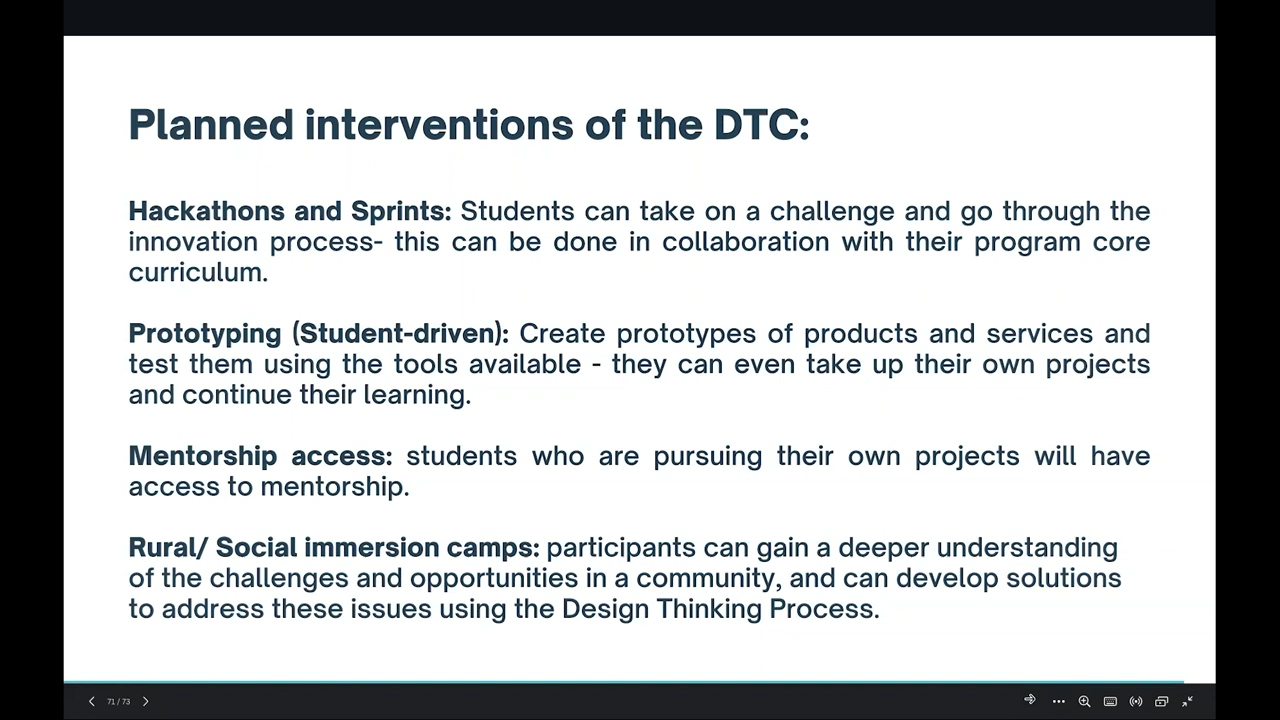 Planned interventions of the DTC:
Hackathons and Sprints: Students can take on a challenge and go through the
innovation process- this can be done in collaboration with their program core
curriculum.
Prototyping (Student-driven): Create prototypes of products and services and
test them using the tools available - they can even take up their own projects
and continue their learning.
Mentorship access: students who are pursuing their own projects will have
access to mentorship.
Rural/ Social immersion camps: participants can gain a deeper understanding
of the challenges and opportunities in a community, and can develop solutions
to address these issues using the Design Thinking Process.
71 / 73